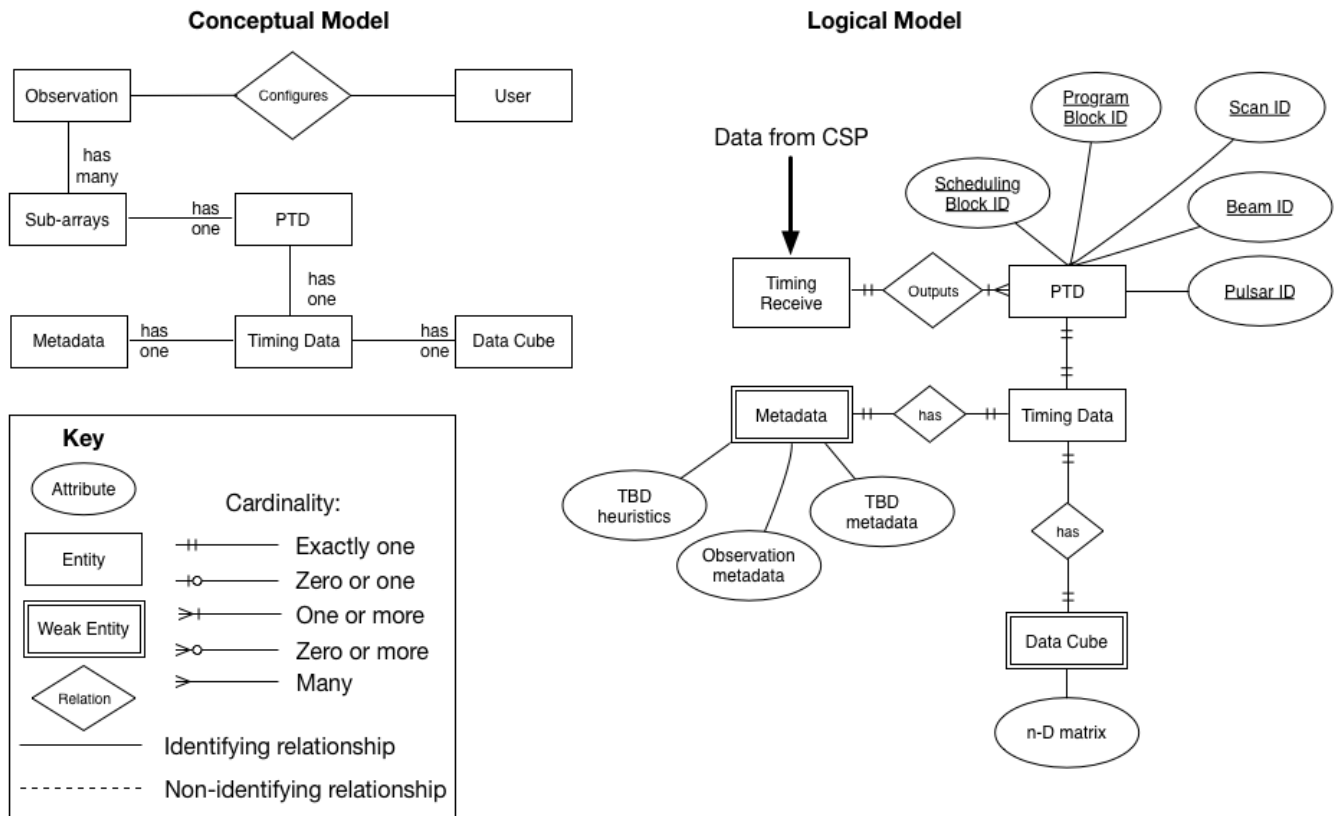 Conceptual Model
Observation
Configures
User
has
many
Sub-arrays
has
one
PTD
has
one
Metadata
has
one
Timing Data
has
one
Data Cube
Key
Attribute
Entity
Weak Entity
Relation
Cardinality:
Exactly one
Zero or one
One or more
Zero or more
Many
Identifying relationship
Non-identifying relationship
Logical Model
Data from CSP
Program
Block ID
Scan ID
Scheduling
Block ID
Beam ID
Timing
Receive
Outputs
PTD
Pulsar ID
Metadata
has
Timing Data
TBD
heuristics
Observation
metadata
TBD
metadata
has
Data Cube
n-D matrix